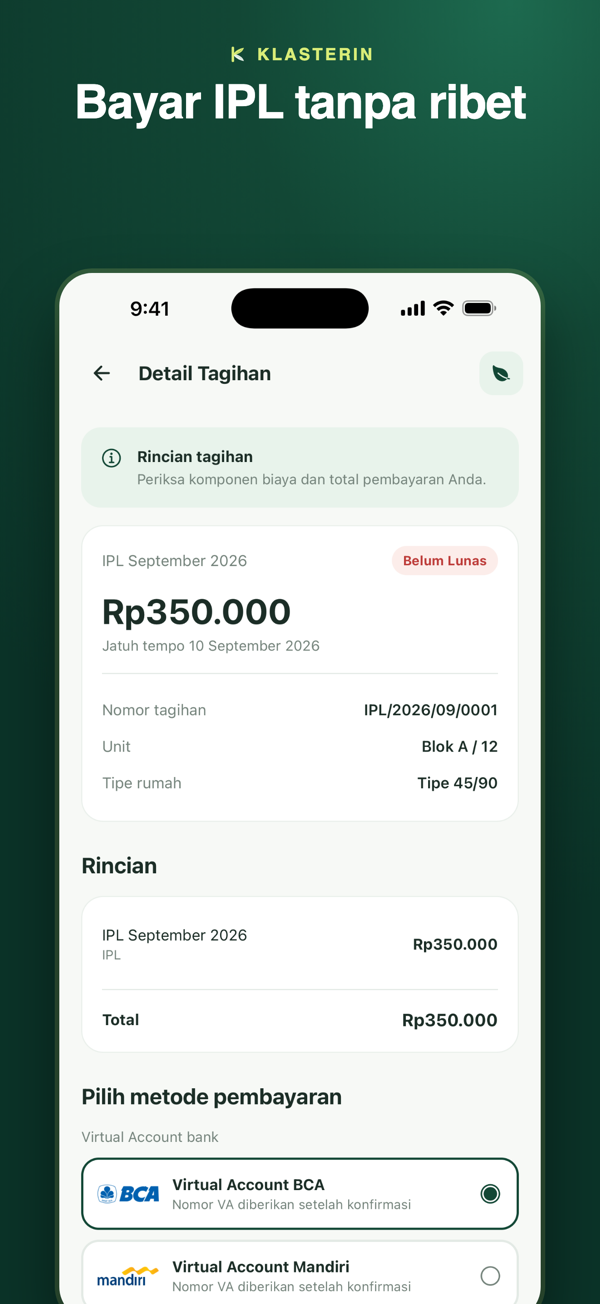 KLASTERIN
Bayar IPL tanpa ribet
9:41
Detail Tagihan
Rincian tagihan
Periksa komponen biaya dan total pembayaran Anda.
IPL September 2026
Belum Lunas
Rp350.000
Jatuh tempo 10 September 2026
Nomor tagihan IPL/2026/09/0001
Unit Blok A / 12
Tipe rumah Tipe 45/90
Rincian
IPL September 2026
IPL
Rp350.000
Total Rp350.000
Pilih metode pembayaran
Virtual Account bank
BCA
Virtual Account BCA
Nomor VA diberikan setelah konfirmasi
mandiri
Virtual Account Mandiri
Nomor VA diberikan setelah konfirmasi